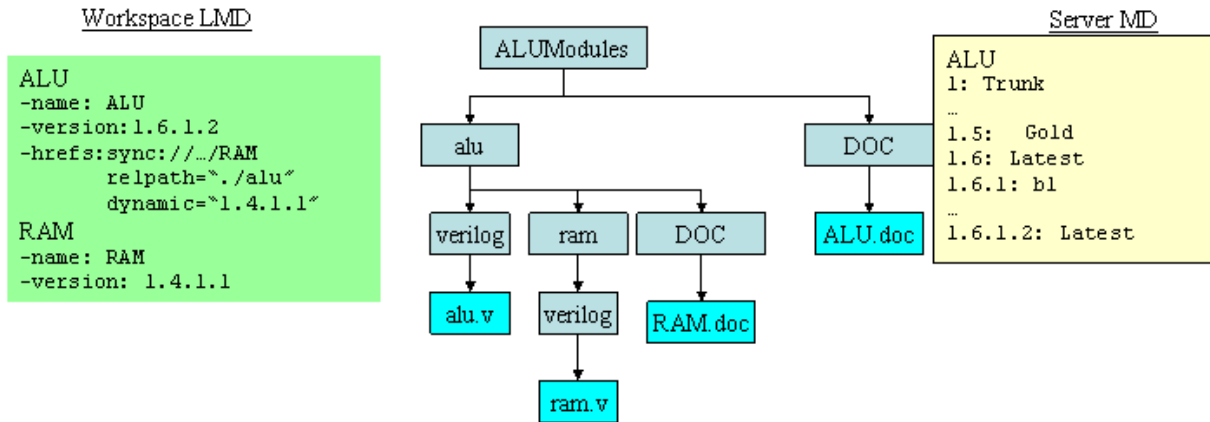 Workspace LMD
ALU
-name: ALU
-version:1.6.1.2
-hrefs:sync://…/RAM
relpath=“./alu”
dynamic=“1.4.1.1”
RAM
-name: RAM
-version: 1.4.1.1
ALUModules
alu
DOC
verilog
ram
DOC
ALU.doc
alu.v
verilog
RAM.doc
ram.v
Server MD
ALU
1: Trunk
…
1.5: Gold
1.6: Latest
1.6.1: bl
…
1.6.1.2: Latest